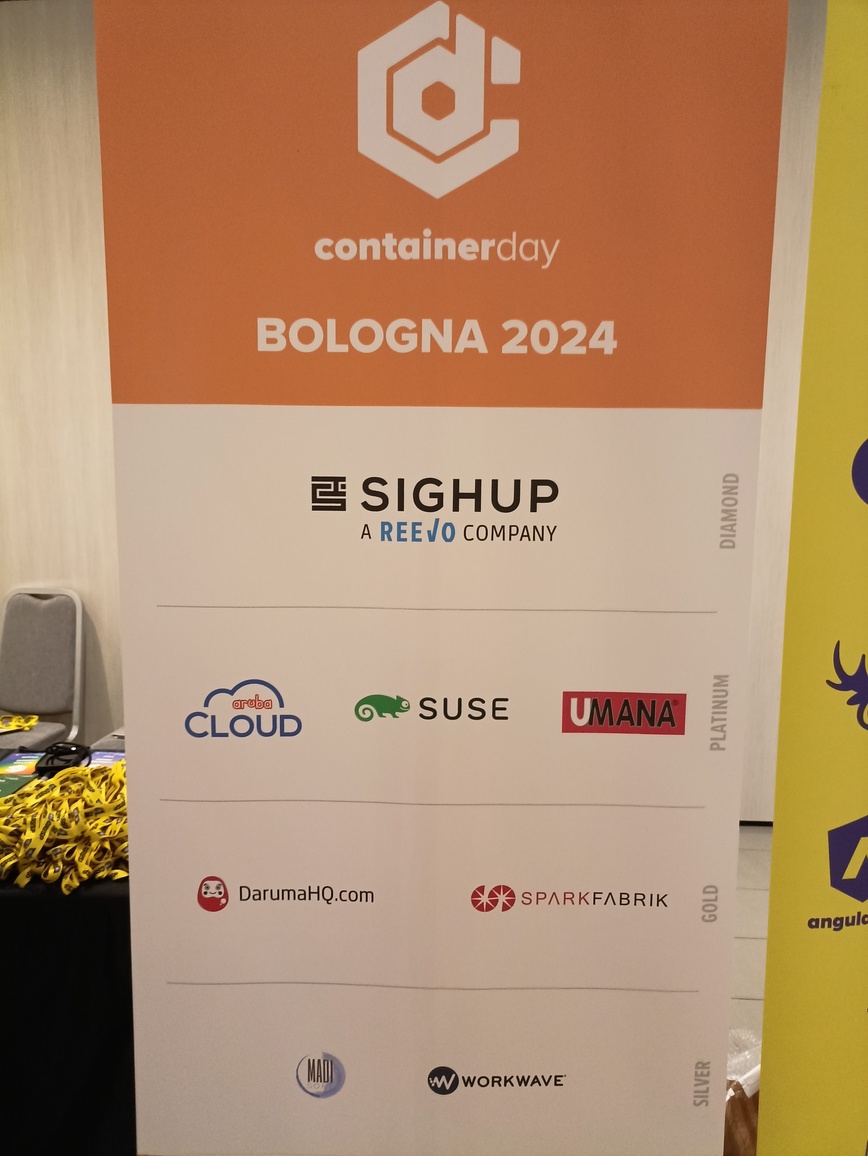 containerday
BOLOGNA 2024
SIGHUP
A REEVO COMPANY
DIAMOND
aruba
CLOUD
SUSE
UMANA
PLATINUM
DarumaHQ.com
SPARKFABRIK
GOLD
MADI
WORKWAVE
SILVER
angula